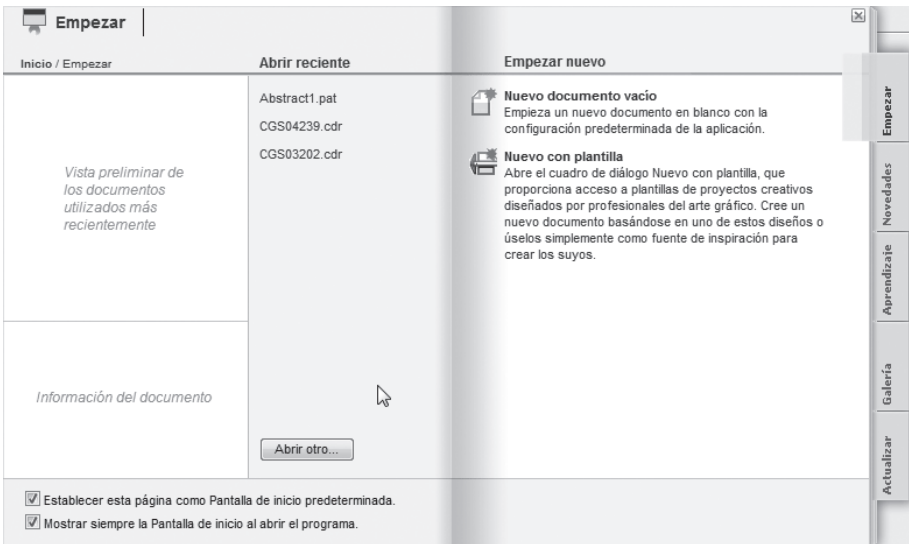 Empezar
Inicio / Empezar
Vista preliminar de
los documentos
utilizados más
recientemente
Información del documento
Abrir reciente
Abstract1.pat
CGS04239.cdr
CGS03202.cdr
Abrir otro...
Empezar nuevo
Nuevo documento vacío
Empieza un nuevo documento en blanco con la
configuración predeterminada de la aplicación.
Nuevo con plantilla
Abre el cuadro de diálogo Nuevo con plantilla, que
proporciona acceso a plantillas de proyectos creativos
diseñados por profesionales del arte gráfico. Cree un
nuevo documento basándose en uno de estos diseños o
úselos simplemente como fuente de inspiración para
crear los suyos.
Establecer esta página como Pantalla de inicio predeterminada.
Mostrar siempre la Pantalla de inicio al abrir el programa.
Empezar
Novedades
Aprendizaje
Galería
Actualizar